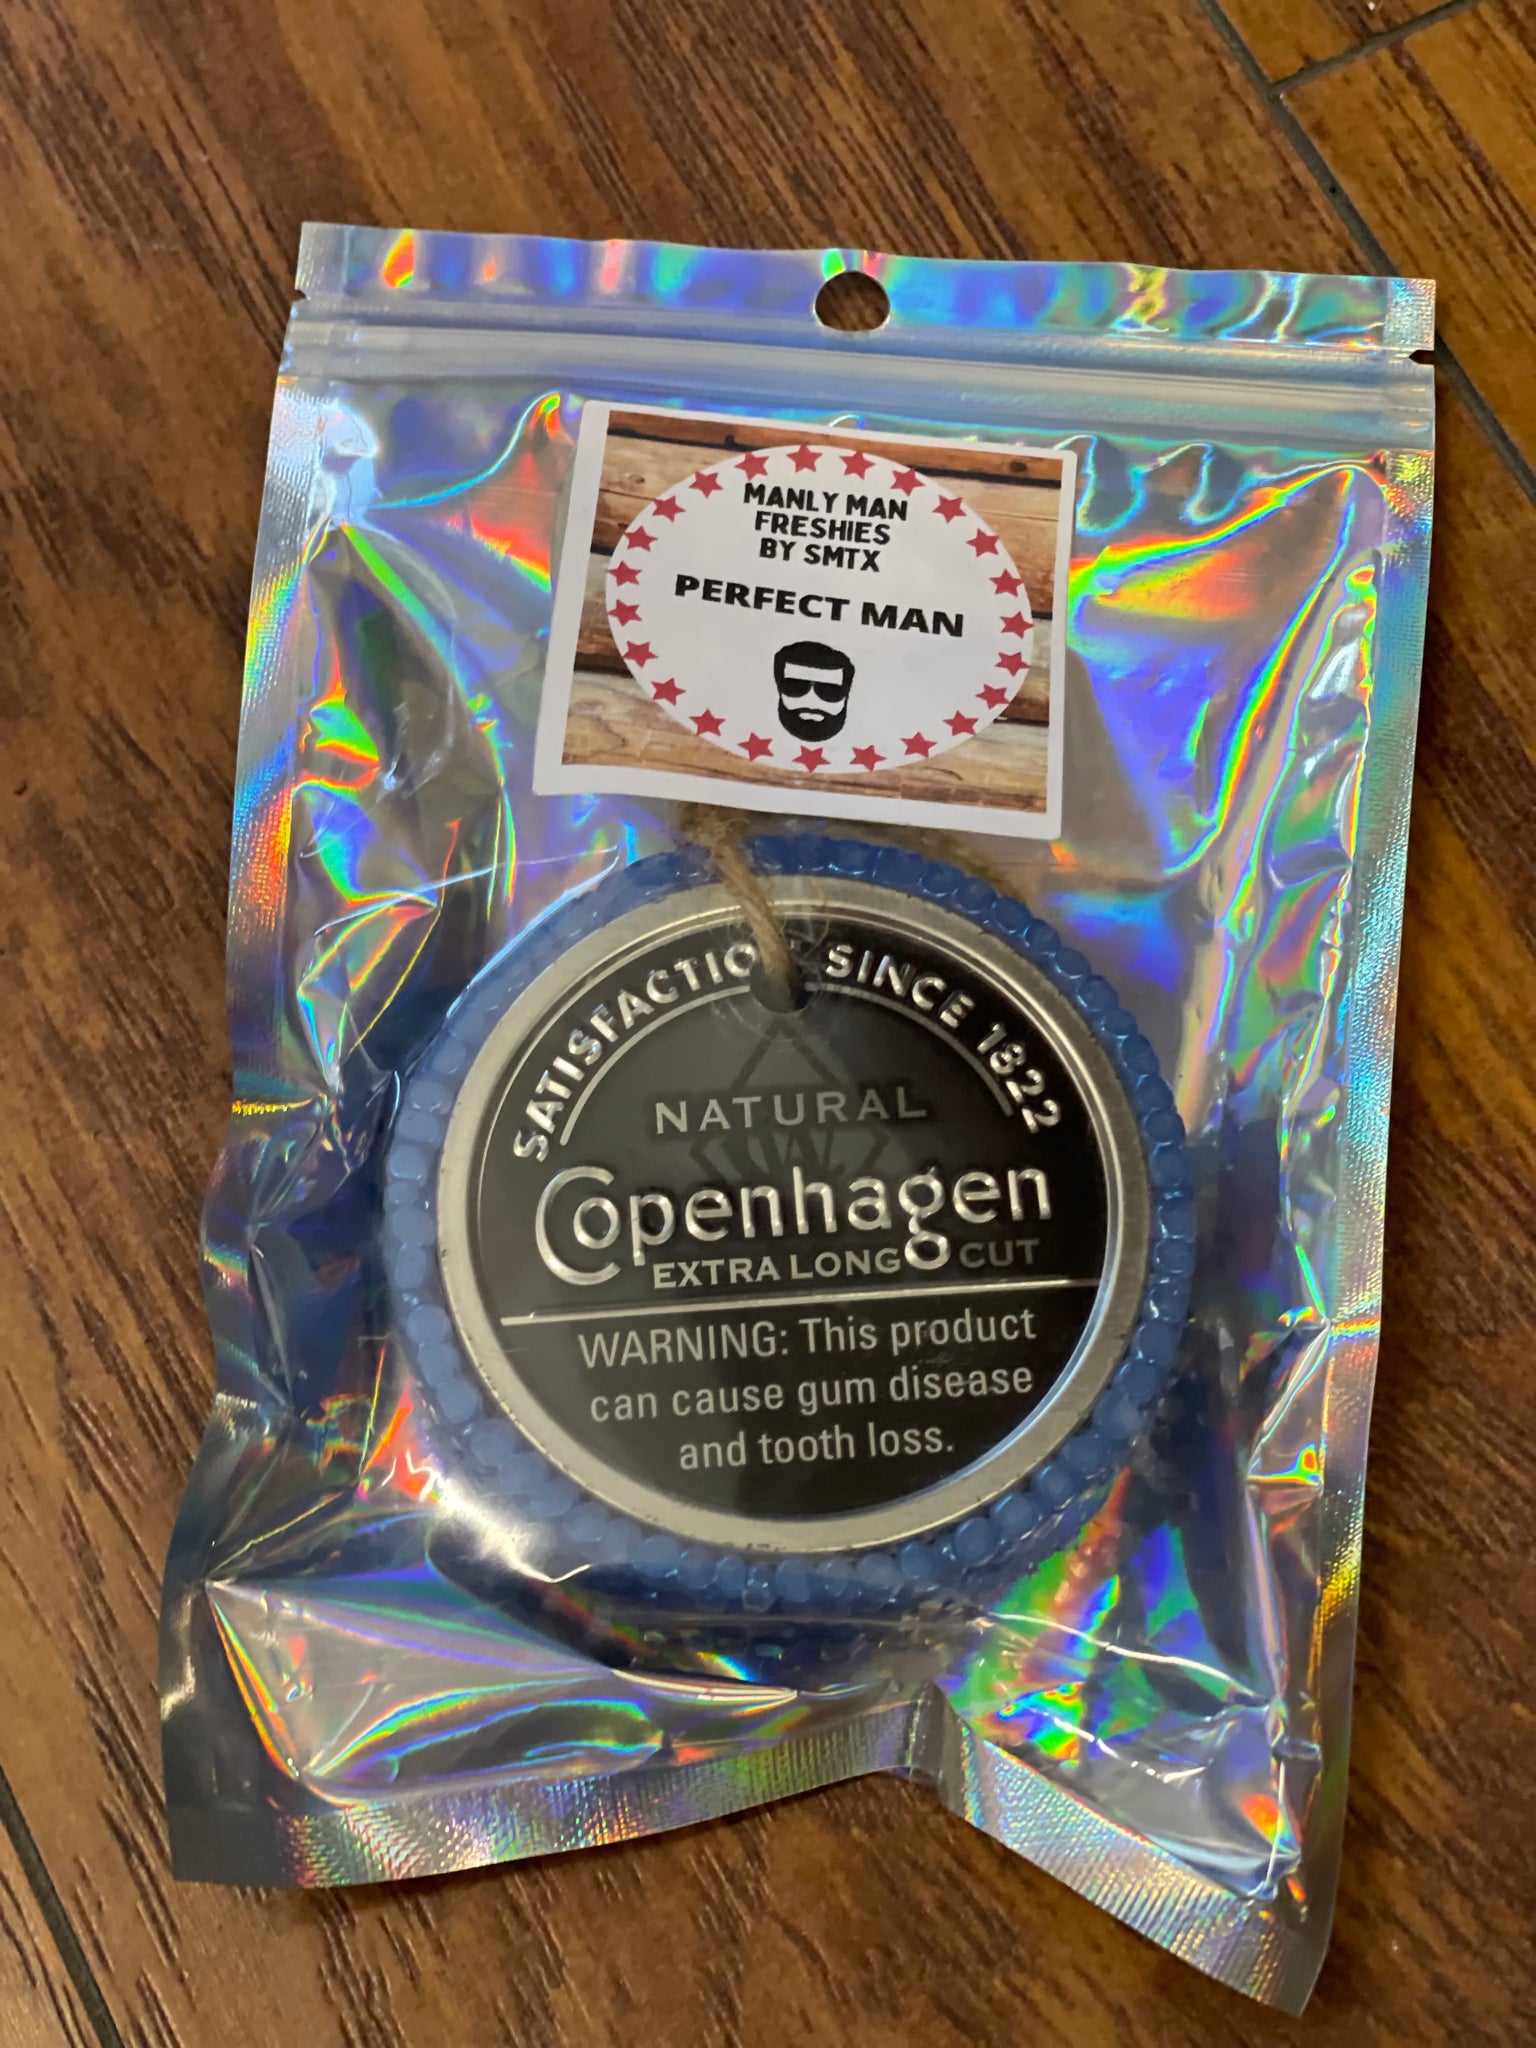 MANLY MAN
FRESHIES
BY SMTX
PERFECT MAN
SATISFACTION SINCE 1822
NATURAL
Copenhagen
EXTRA LONG CUT
WARNING: This product
can cause gum disease
and tooth loss.